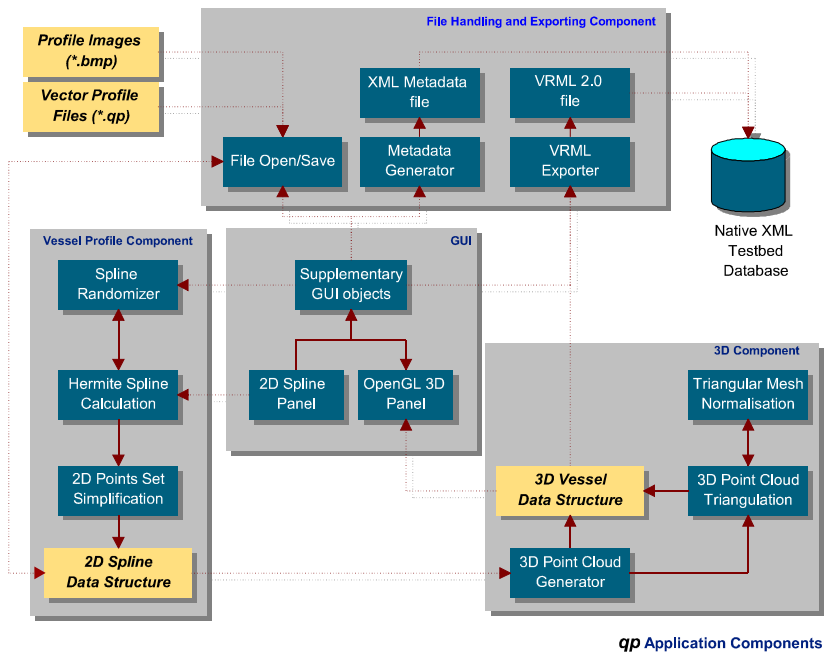 File Handling and Exporting Component
Profile Images
(*.bmp)
Vector Profile
Files (*.qp)
XML Metadata
file
VRML 2.0
file
File Open/Save
Metadata
Generator
VRML
Exporter
Native XML
Testbed
Database
Vessel Profile Component
Spline
Randomizer
Hermite Spline
Calculation
2D Points Set
Simplification
2D Spline
Data Structure
GUI
Supplementary
GUI objects
2D Spline
Panel
OpenGL 3D
Panel
3D Component
Triangular Mesh
Normalisation
3D Vessel
Data Structure
3D Point Cloud
Triangulation
3D Point Cloud
Generator
qp Application Components